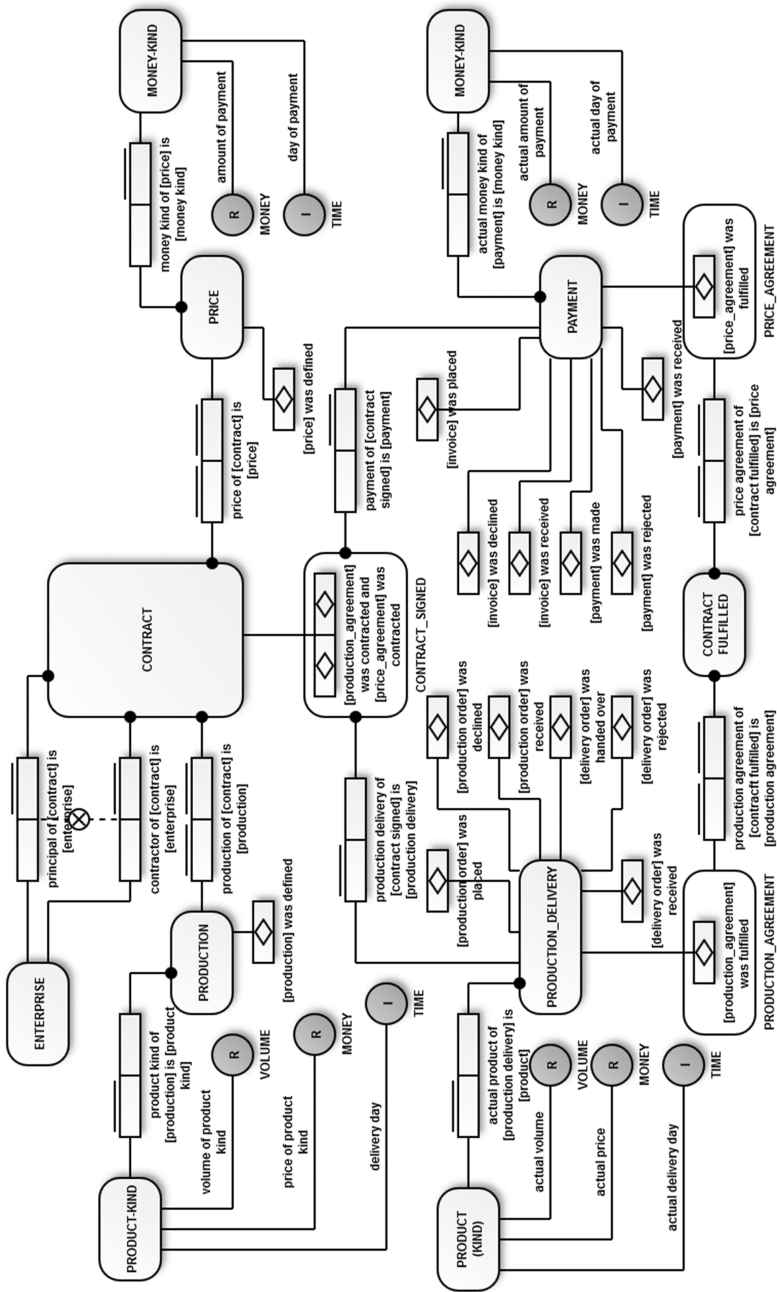 ENTERPRISE
principal of [contract] is
[enterprise]
contractor of [contract] is
[enterprise]
production of [contract] is
[production]
CONTRACT
PRODUCT-KIND
product kind of
[production] is [product
kind]
PRODUCTION
[production] was defined
volume of product
kind
R
VOLUME
price of product
kind
R
MONEY
delivery day
I
TIME
price of [contract] is
[price]
PRICE
[price] was defined
money kind of [price] is
[money kind]
MONEY-KIND
amount of payment
R
MONEY
day of payment
I
TIME
[production_agreement]
was contracted and
[price_agreement] was
contracted
CONTRACT_SIGNED
production delivery of
[contract signed] is
[production delivery]
payment of [contract
signed] is [payment]
PRODUCT
(KIND)
actual product of
[production delivery] is
[product]
actual volume
R
VOLUME
actual price
R
MONEY
actual delivery day
I
TIME
PRODUCTION_DELIVERY
[production order] was
placed
[production order] was
declined
[production order] was
received
[delivery order] was
handed over
[delivery order] was
rejected
[delivery order] was
received
[invoice] was placed
[invoice] was declined
[invoice] was received
[payment] was made
[payment] was rejected
[payment] was received
PAYMENT
actual money kind of
[payment] is [money kind]
MONEY-KIND
actual amount of
payment
R
MONEY
actual day of
payment
I
TIME
[production_agreement]
was fulfilled
PRODUCTION_AGREEMENT
production agreement of
[contractt fulfilled] is
[production agreement]
CONTRACT
FULFILLED
price agreement of
[contract fulfilled] is [price
agreement]
[price_agreement] was
fulfilled
PRICE_AGREEMENT